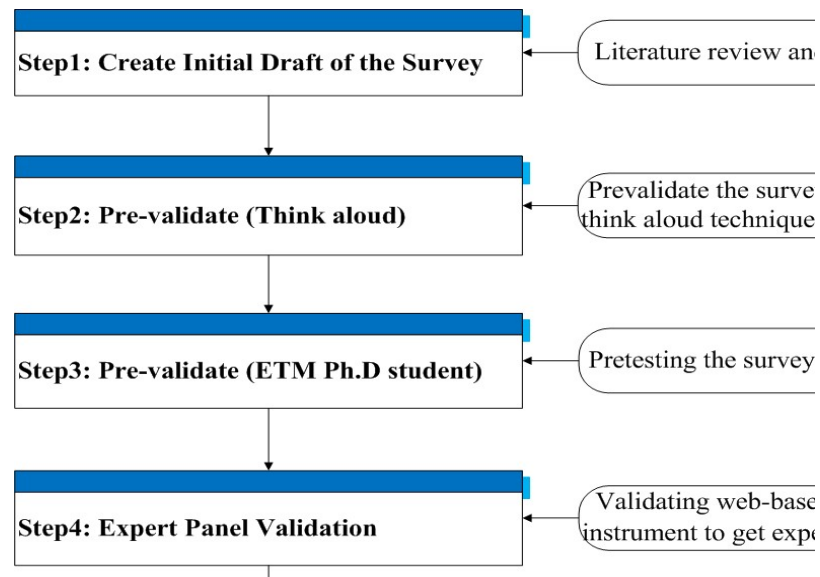 Step1: Create Initial Draft of the Survey
Literature review an
Step2: Pre-validate (Think aloud)
Prevalidate the surve
think aloud technique
Step3: Pre-validate (ETM Ph.D student)
Pretesting the survey
Step4: Expert Panel Validation
Validating web-base
instrument to get expe